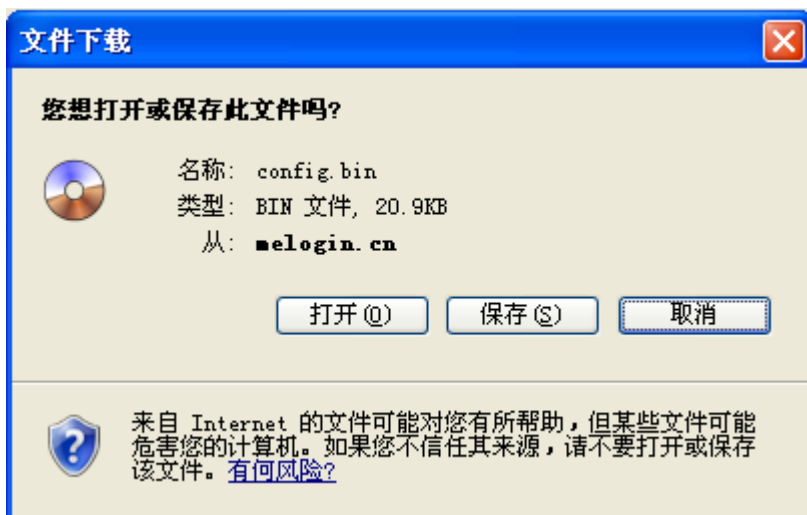 文件下载
您想打开或保存此文件吗?
名称: config.bin
类型: BIN 文件, 20.9KB
从: melogin.cn
打开(O) 保存(S) 取消
来自 Internet 的文件可能对您有所帮助，但某些文件可能
危害您的计算机。如果您不信任其来源，请不要打开或保存
该文件。有何风险?